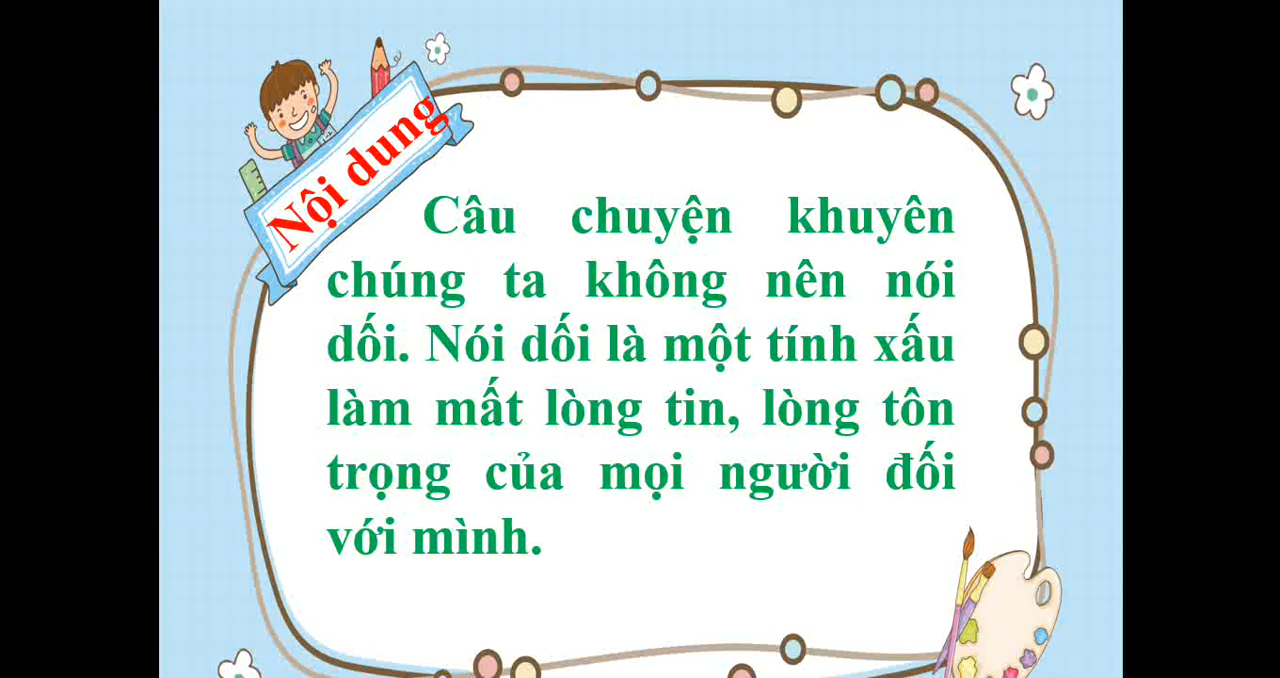 Nội dung
Câu chuyện khuyên
chúng ta không nên nói
dối. Nói dối là một tính xấu
làm mất lòng tin, lòng tôn
trọng của mọi người đối
với mình.